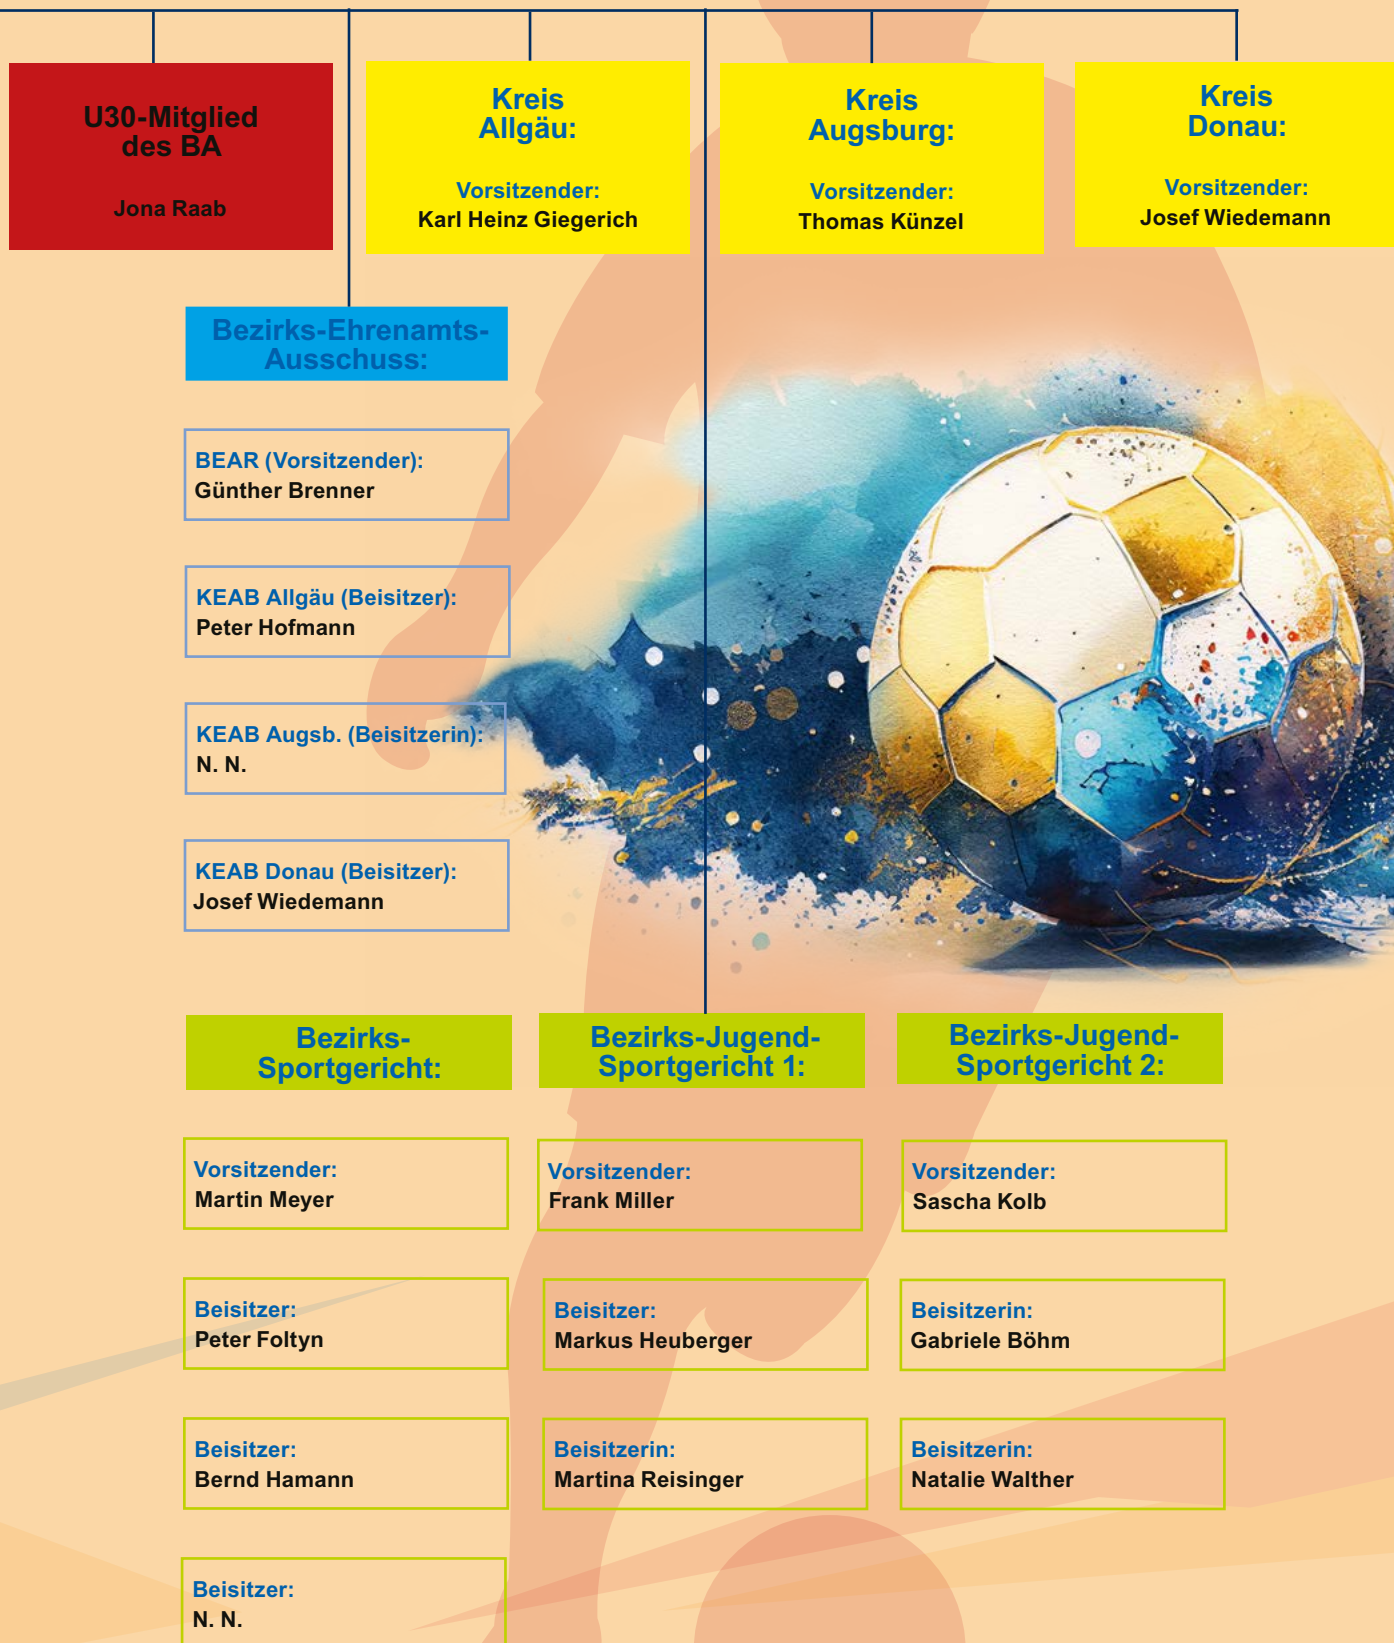 U30-Mitglied
des BA
Jona Raab
Kreis
Allgäu:
Vorsitzender:
Karl Heinz Giegerich
Kreis
Augsburg:
Vorsitzender:
Thomas Künzel
Kreis
Donau:
Vorsitzender:
Josef Wiedemann
Bezirks-Ehrenamts-
Ausschuss:
BEAR (Vorsitzender):
Günther Brenner
KEAB Allgäu (Beisitzer):
Peter Hofmann
KEAB Augsb. (Beisitzerin):
N. N.
KEAB Donau (Beisitzer):
Josef Wiedemann
Bezirks-
Sportgericht:
Vorsitzender:
Martin Meyer
Beisitzer:
Peter Foltyn
Beisitzer:
Bernd Hamann
Beisitzer:
N. N.
Bezirks-Jugend-
Sportgericht 1:
Vorsitzender:
Frank Miller
Beisitzer:
Markus Heuberger
Beisitzerin:
Martina Reisinger
Bezirks-Jugend-
Sportgericht 2:
Vorsitzender:
Sascha Kolb
Beisitzerin:
Gabriele Böhm
Beisitzerin:
Natalie Walther